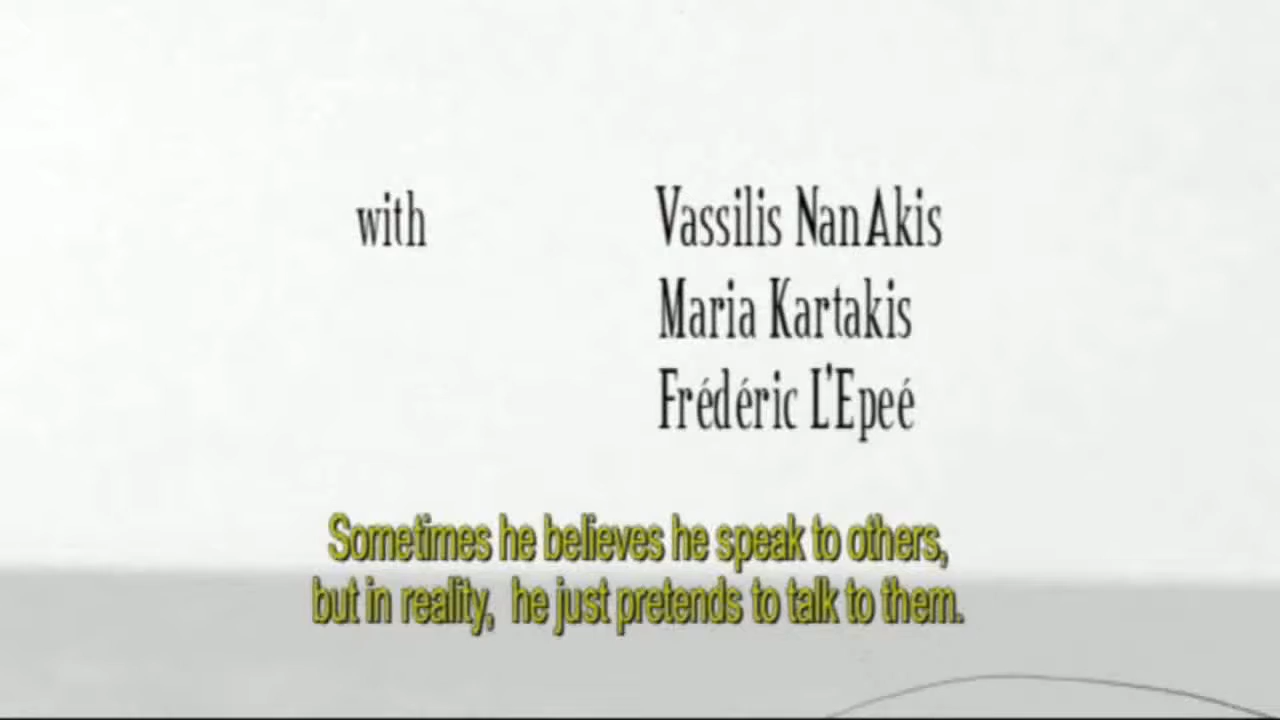 with Vassilis NanAkis
Maria Kartakis
Frédéric L'Epeé
Sometimes he believes he speak to others,
but in reality, he just pretends to talk to them.